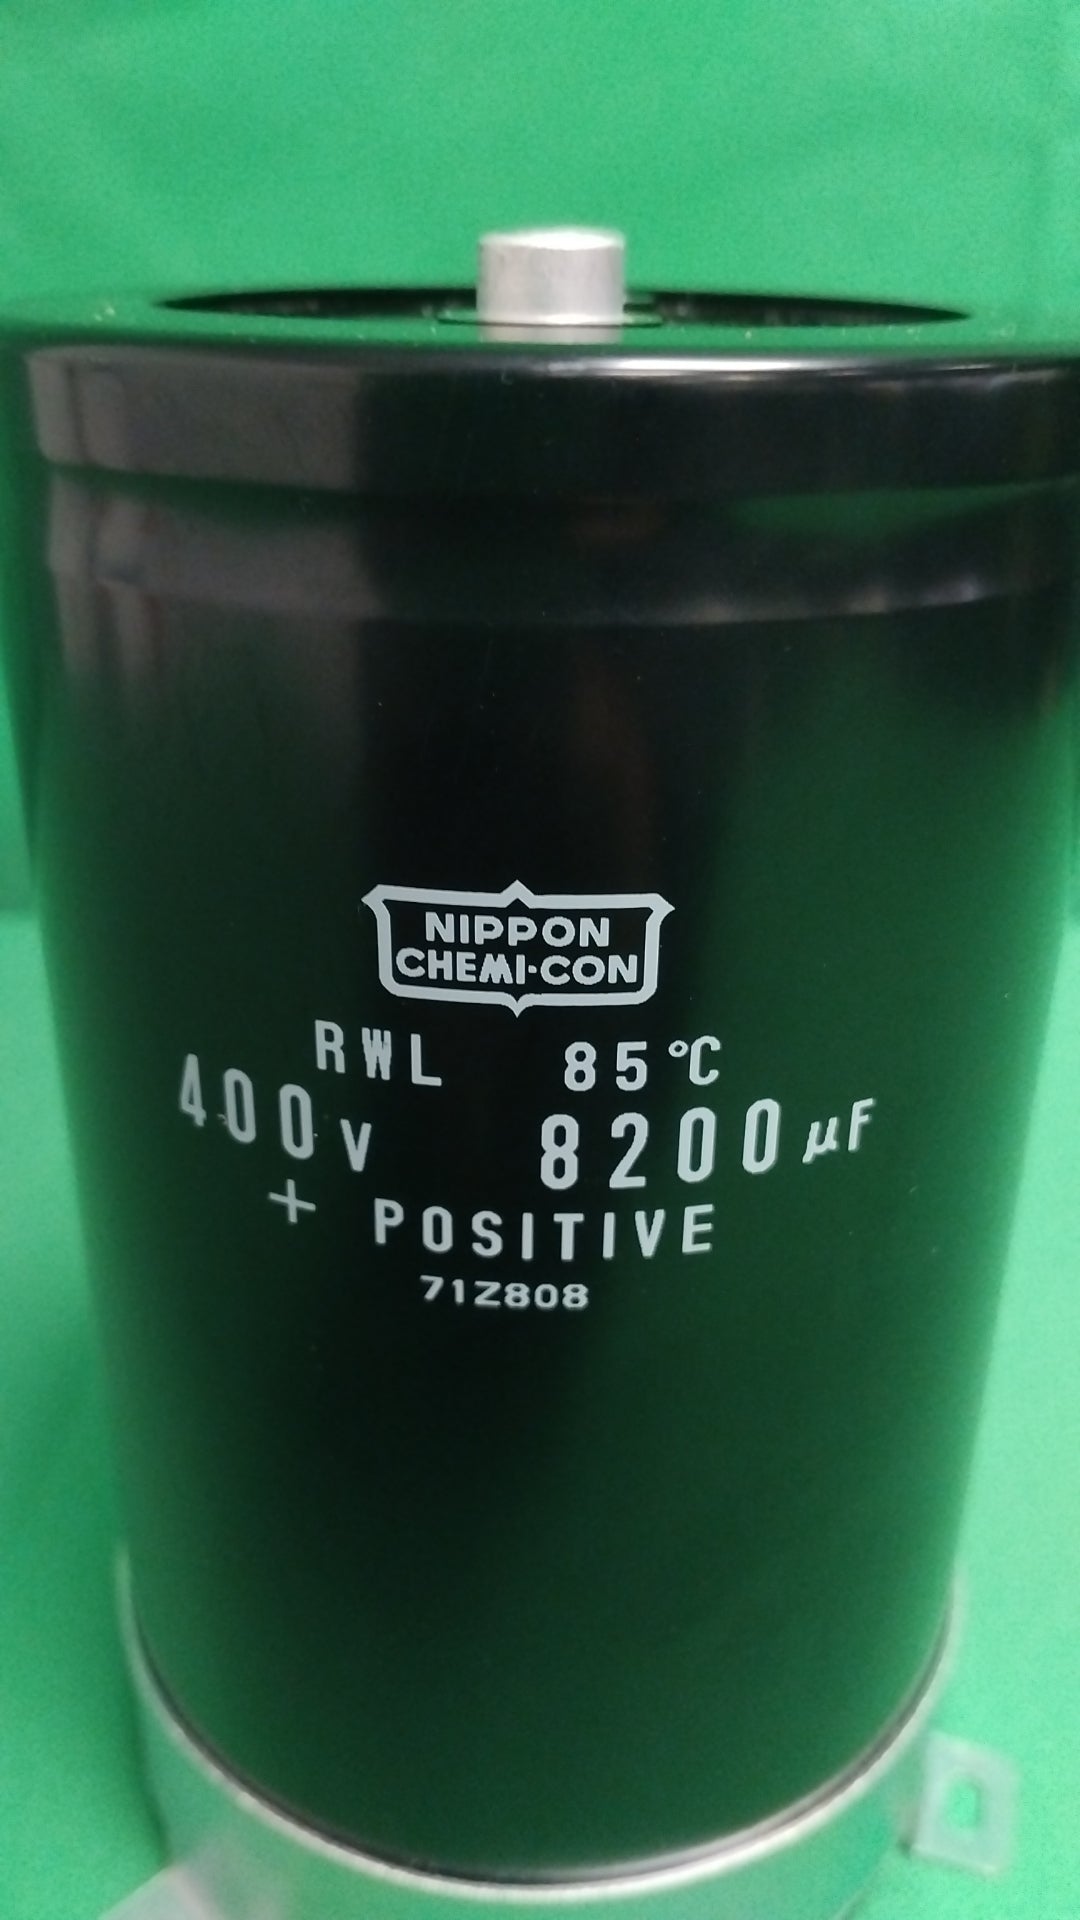 NIPPON
CHEMI-CON
RWL 85℃
400V 8200μF
+ POSITIVE
71Z808